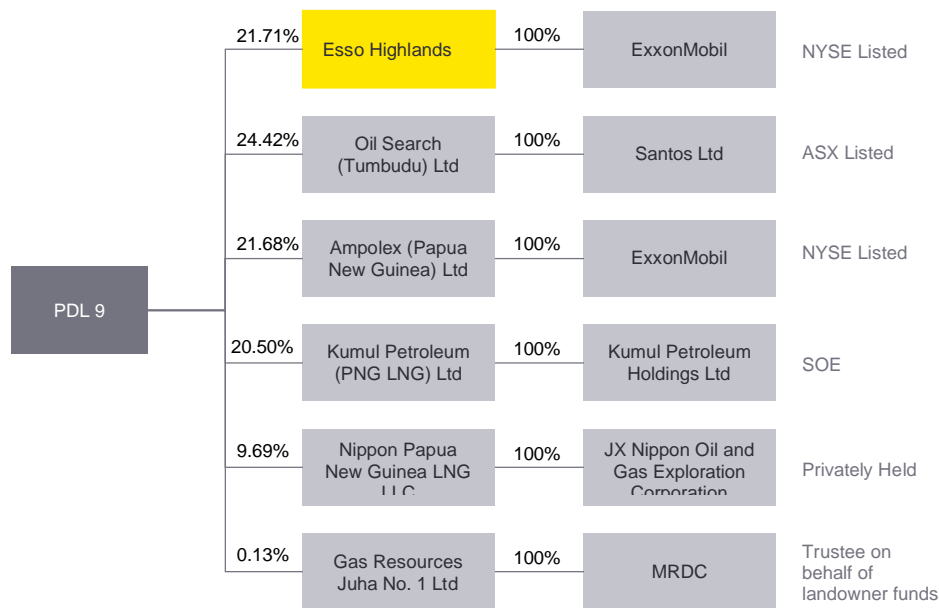 21.71%
Esso Highlands
100%
ExxonMobil
NYSE Listed
24.42%
Oil Search
(Tumbudu) Ltd
100%
Santos Ltd
ASX Listed
21.68%
Ampolex (Papua
New Guinea) Ltd
100%
ExxonMobil
NYSE Listed
PDL 9
20.50%
Kumul Petroleum
(PNG LNG) Ltd
100%
Kumul Petroleum
Holdings Ltd
SOE
9.69%
Nippon Papua
New Guinea LNG
LLC
100%
JX Nippon Oil and
Gas Exploration
Corporation
Privately Held
0.13%
Gas Resources
Juha No. 1 Ltd
100%
MRDC
Trustee on
behalf of
landowner funds